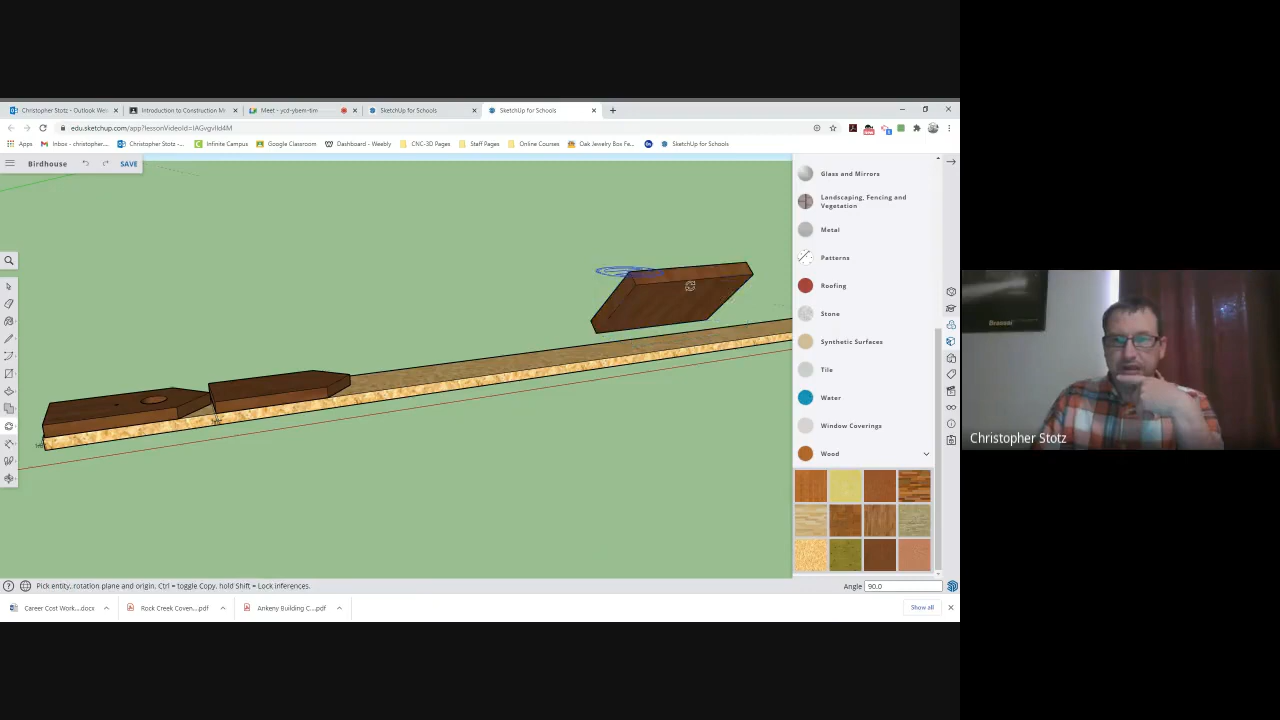 Christopher Stotz - Outlook We
Introduction to Construction M
Meet - ycd-ybem-tim
SketchUp for Schools
SketchUp for Schools
edu.sketchup.com/app?lessonVideoId=
Apps
Inbox - christopher....
Christopher Stotz -...
Infinite Campus
Google Classroom
Dashboard - Weebly
CNC-3D Pages
Staff Pages
Online Courses
Oak Jewelry Box Fe...
SketchUp for Schools
Birdhouse
SAVE
Glass and Mirrors
Landscaping, Fencing and
Vegetation
Metal
Patterns
Roofing
Stone
Synthetic Surfaces
Tile
Water
Window Coverings
Wood
Christopher Stotz
Pick entity, rotation plane and origin. Ctrl = toggle Copy. hold Shift = Lock inferences.
Angle 90.0
Career Cost Work....docx
Rock Creek Coven....pdf
Ankeny Building C....pdf
Show all